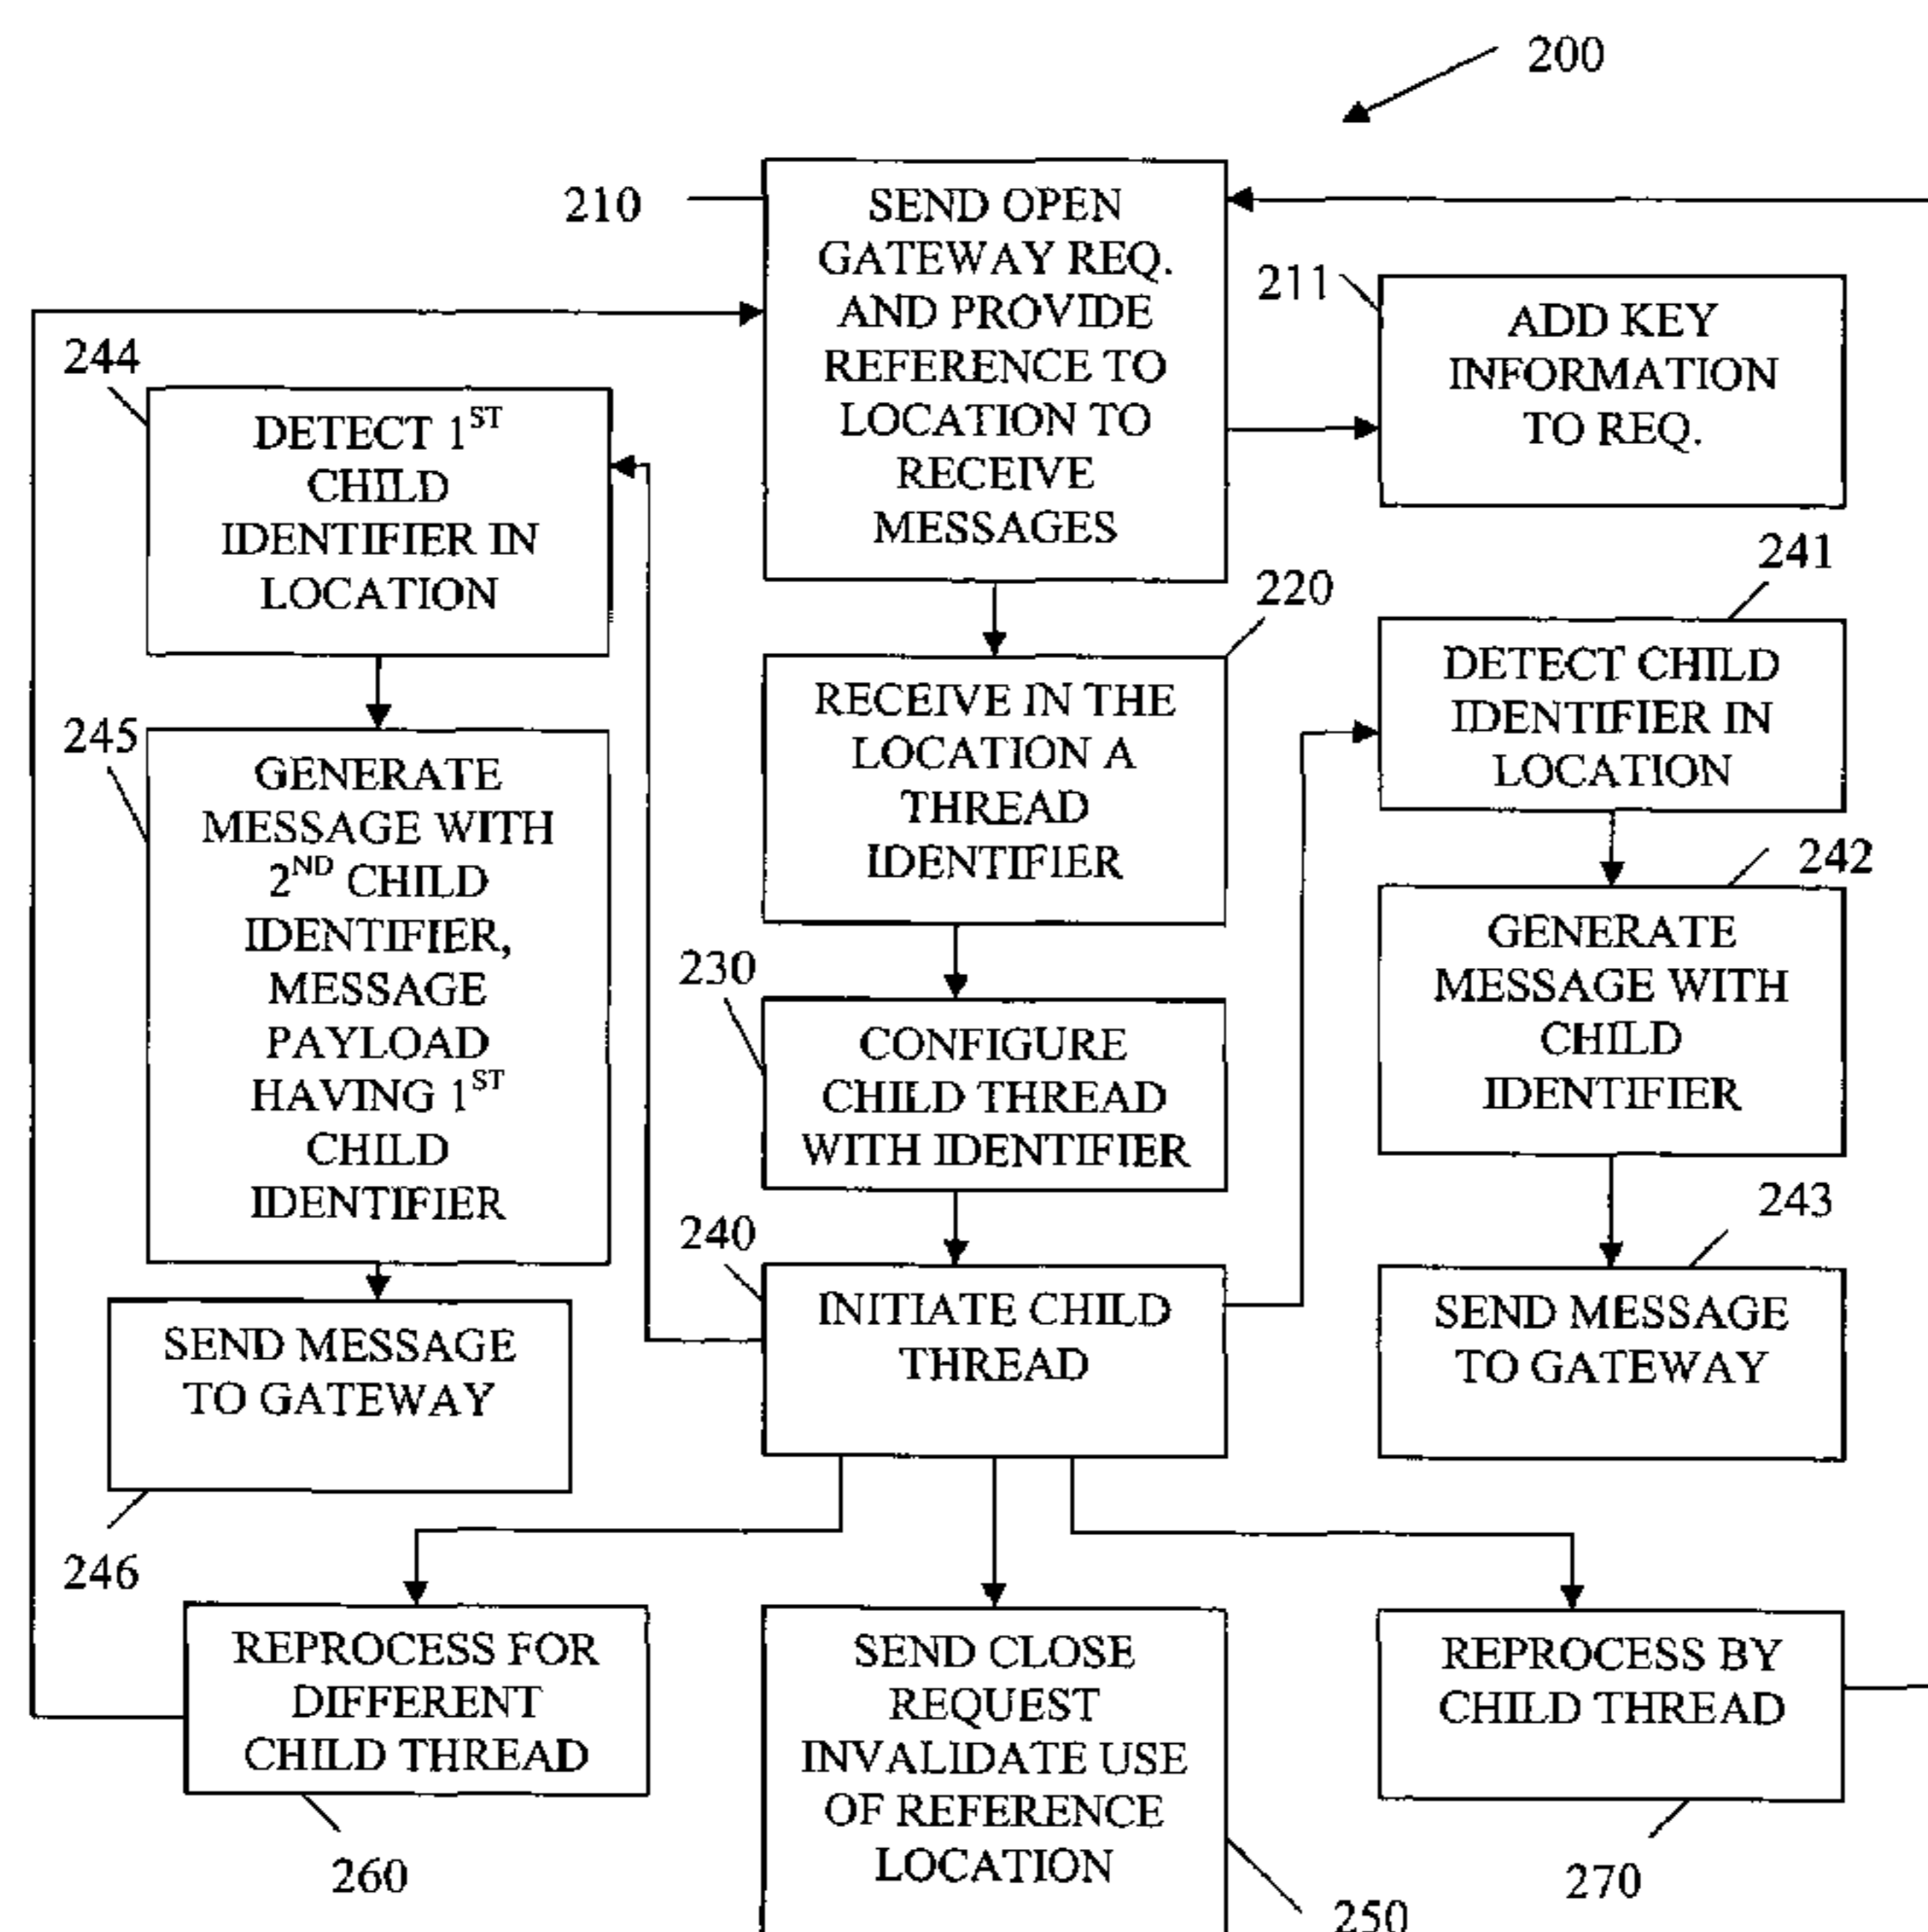 200
210
SEND OPEN
GATEWAY REQ.
AND PROVIDE
REFERENCE TO
LOCATION TO
RECEIVE
MESSAGES
211
ADD KEY
INFORMATION
TO REQ.
244
DETECT 1ST
CHILD
IDENTIFIER IN
LOCATION
220
RECEIVE IN THE
LOCATION A
THREAD
IDENTIFIER
241
DETECT CHILD
IDENTIFIER IN
LOCATION
245
GENERATE
MESSAGE WITH
2ND CHILD
IDENTIFIER,
MESSAGE
PAYLOAD
HAVING 1ST
CHILD
IDENTIFIER
230
CONFIGURE
CHILD THREAD
WITH IDENTIFIER
242
GENERATE
MESSAGE WITH
CHILD
IDENTIFIER
240
INITIATE CHILD
THREAD
243
SEND MESSAGE
TO GATEWAY
SEND MESSAGE
TO GATEWAY
246
REPROCESS FOR
DIFFERENT
CHILD THREAD
260
SEND CLOSE
REQUEST
INVALIDATE USE
OF REFERENCE
LOCATION
250
REPROCESS BY
CHILD THREAD
270